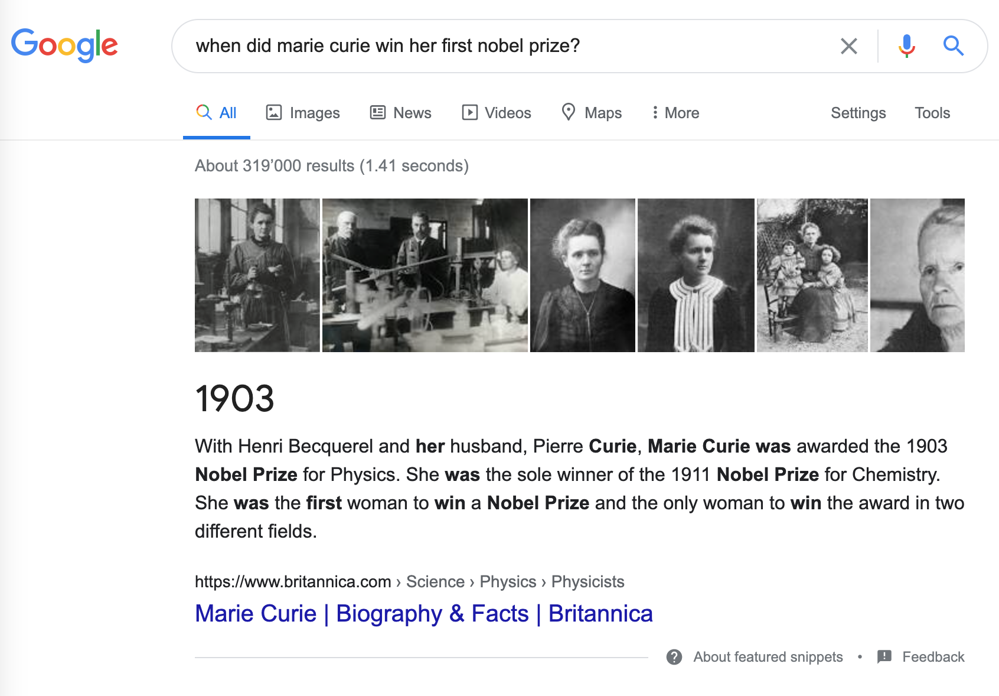 Google
when did marie curie win her first nobel prize?
All Images News Videos Maps More Settings Tools
About 319’000 results (1.41 seconds)
1903
With Henri Becquerel and her husband, Pierre Curie, Marie Curie was awarded the 1903
Nobel Prize for Physics. She was the sole winner of the 1911 Nobel Prize for Chemistry.
She was the first woman to win a Nobel Prize and the only woman to win the award in two
different fields.
https://www.britannica.com › Science › Physics › Physicists
Marie Curie | Biography & Facts | Britannica
About featured snippets • Feedback